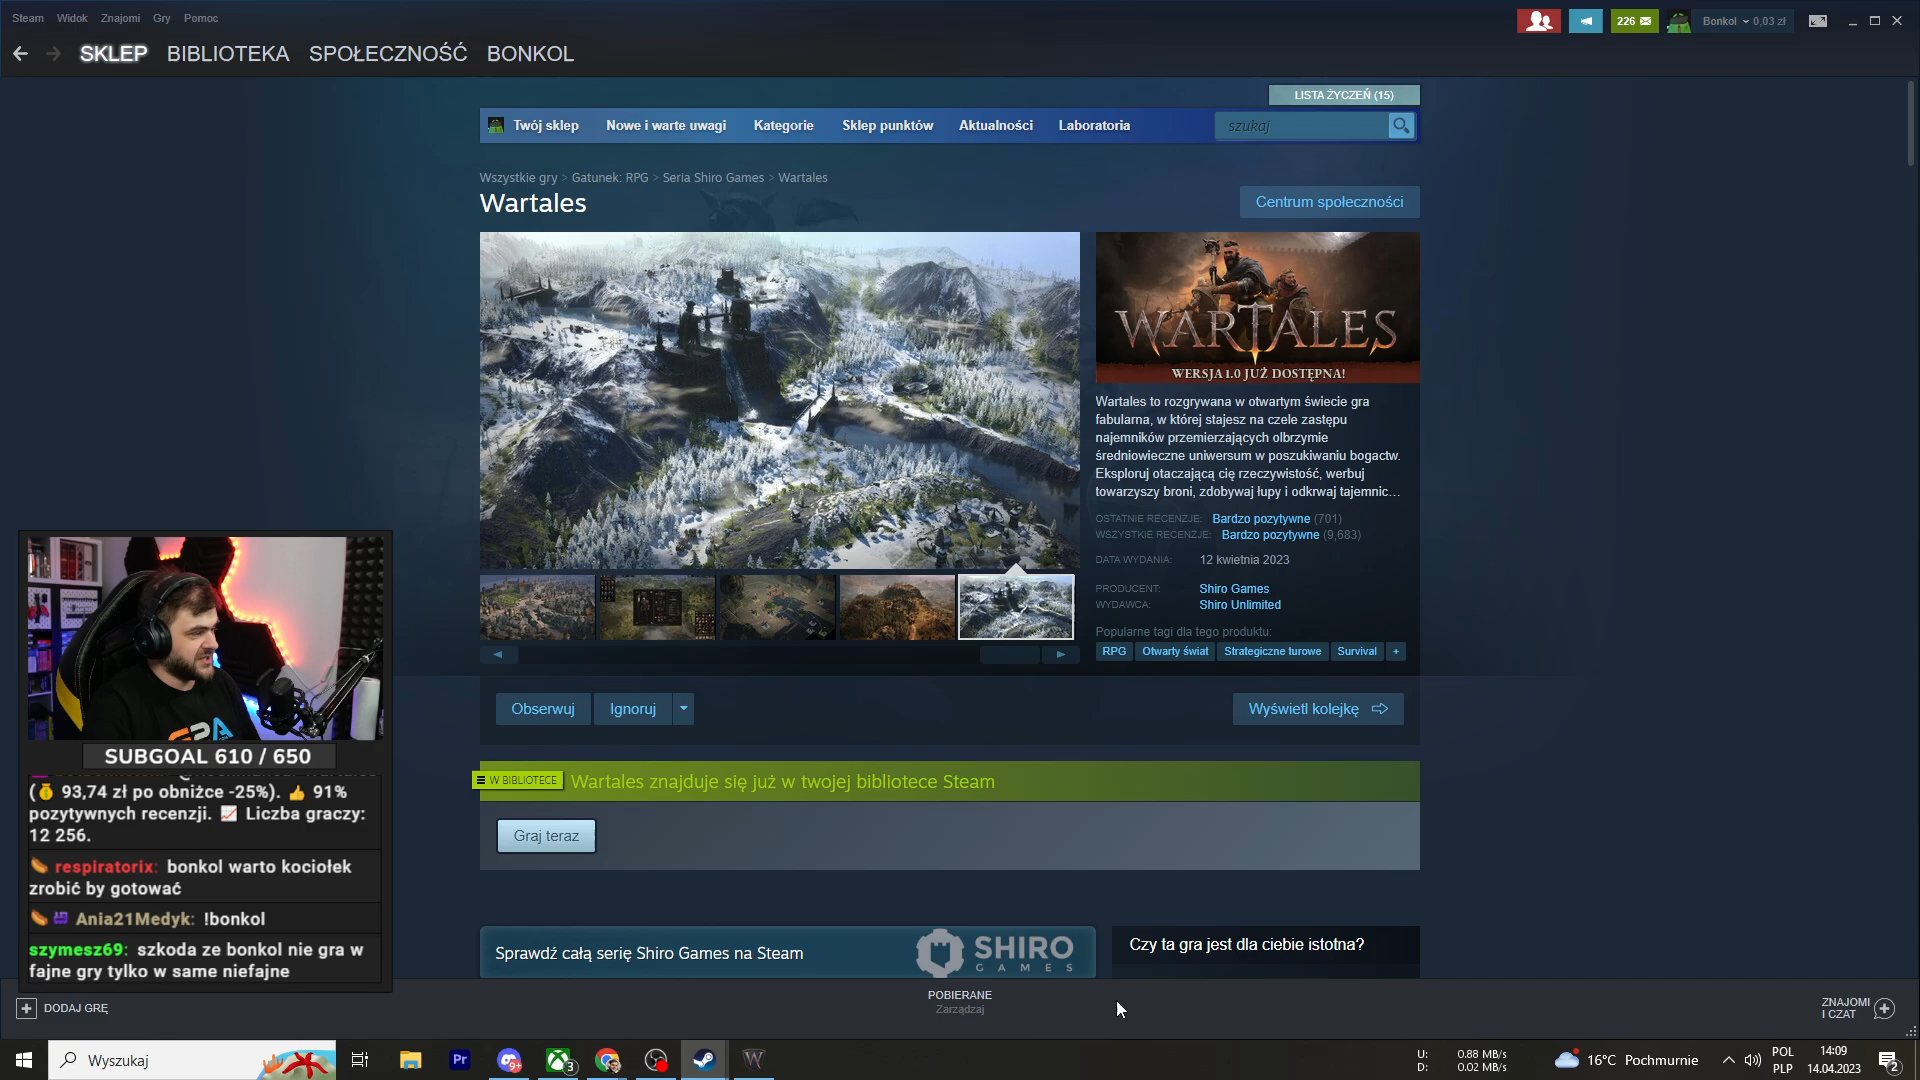 Steam Widok Znajomi Gry Pomoc
226
Bonkol 0,03 zł
SKLEP BIBLIOTEKA SPOŁECZNOŚĆ BONKOL
LISTA ŻYCZEŃ (15)
Twój sklep Nowe i warte uwagi Kategorie Sklep punktów Aktualności Laboratoria
szukaj
Wszystkie gry > Gatunek: RPG > Seria Shiro Games > Wartales
Wartales
Centrum społeczności
WARTALES
WERSJA 1.0 JUŻ DOSTĘPNA!
Wartales to rozgrywana w otwartym świecie gra
fabularna, w której stajesz na czele zastępu
najemników przemierzających olbrzymie
średniowieczne uniwersum w poszukiwaniu bogactw.
Eksploruj otaczającą cię rzeczywistość, werbuj
towarzyszy broni, zdobywaj łupy i odkrwaj tajemnic...
OSTATNIE RECENZJE: Bardzo pozytywne (701)
WSZYSTKIE RECENZJE: Bardzo pozytywne (9,683)
DATA WYDANIA: 12 kwietnia 2023
PRODUCENT: Shiro Games
WYDAWCA: Shiro Unlimited
Popularne tagi dla tego produktu:
RPG Otwarty świat Strategiczne turowe Survival +
Obserwuj Ignoruj
Wyświetl kolejkę
W BIBLIOTECE Wartales znajduje się już w twojej bibliotece Steam
Graj teraz
Sprawdź całą serię Shiro Games na Steam
SHIRO
GAMES
Czy ta gra jest dla ciebie istotna?
SUBGOAL 610 / 650
(💰 93,74 zł po obniżce -25%). 👍 91%
pozytywnych recenzji. 📈 Liczba graczy:
12 256.
respiratorix: bonkol warto kociołek
zrobić by gotować
Ania21Medyk: !bonkol
szymesz69: szkoda ze bonkol nie gra w
fajne gry tylko w same niefajne
DODAJ GRĘ
POBIERANE
Zarządzaj
ZNAJOMI
I CZAT
Wyszukaj
Pr
9+
3
W
U: 0.88 MB/s
D: 0.02 MB/s
16°C Pochmurnie
POL
PLP
14:09
14.04.2023
2